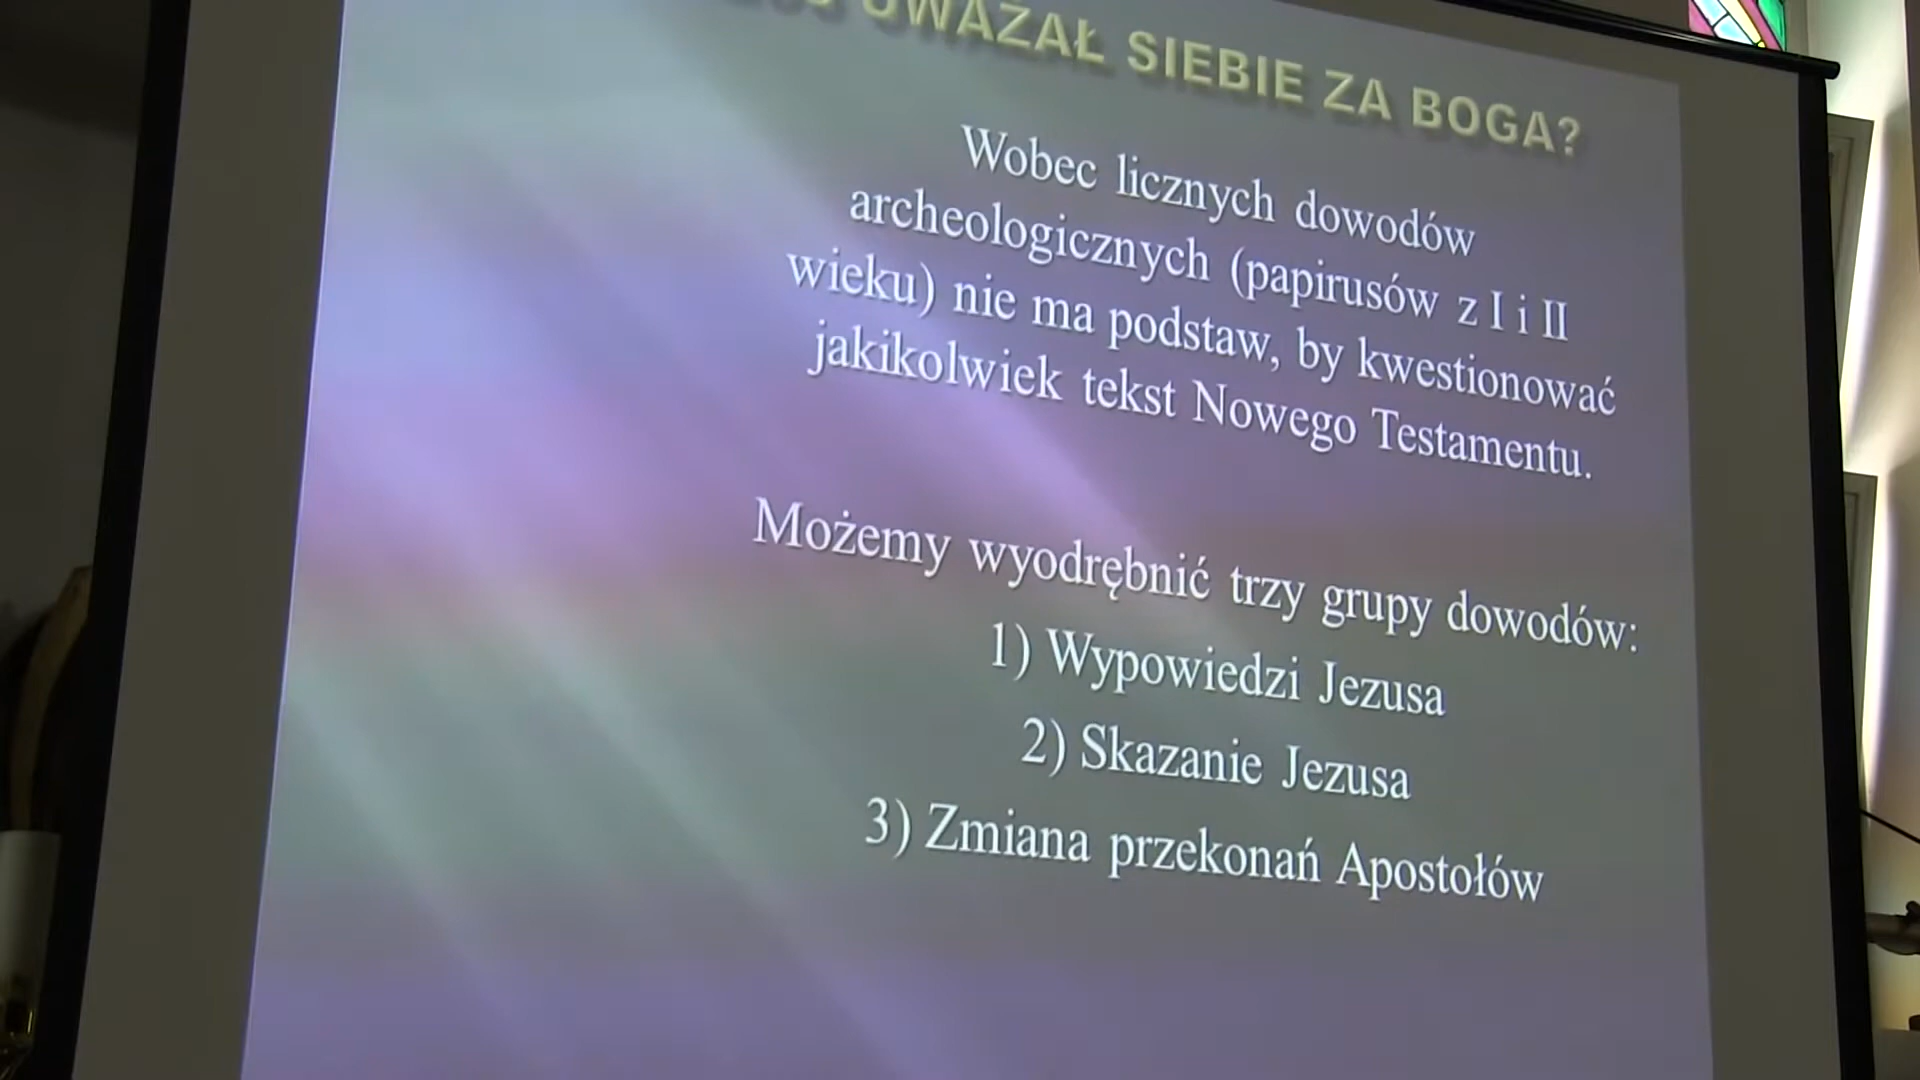 UWAŻAŁ SIEBIE ZA BOGA?
Wobec licznych dowodów
archeologicznych (papirusów z I i II
wieku) nie ma podstaw, by kwestionować
jakikolwiek tekst Nowego Testamentu.
Możemy wyodrębnić trzy grupy dowodów:
1) Wypowiedzi Jezusa
2) Skazanie Jezusa
3) Zmiana przekonań Apostołów